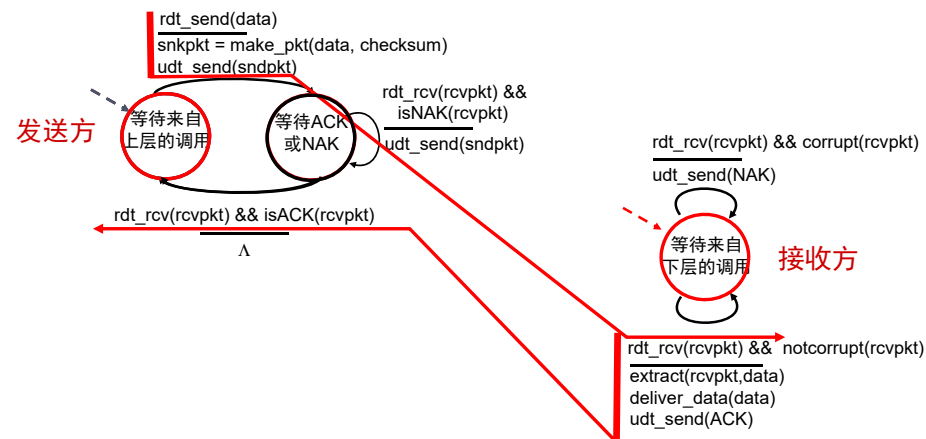 rdt_send(data)
snkpkt = make_pkt(data, checksum)
udt_send(sndpkt)
发送方
等待来自
上层的调用
等待ACK
或NAK
rdt_rcv(rcvpkt) &&
isNAK(rcvpkt)
udt_send(sndpkt)
rdt_rcv(rcvpkt) && isACK(rcvpkt)
Λ
rdt_rcv(rcvpkt) && corrupt(rcvpkt)
udt_send(NAK)
等待来自
下层的调用
接收方
rdt_rcv(rcvpkt) && notcorrupt(rcvpkt)
extract(rcvpkt,data)
deliver_data(data)
udt_send(ACK)